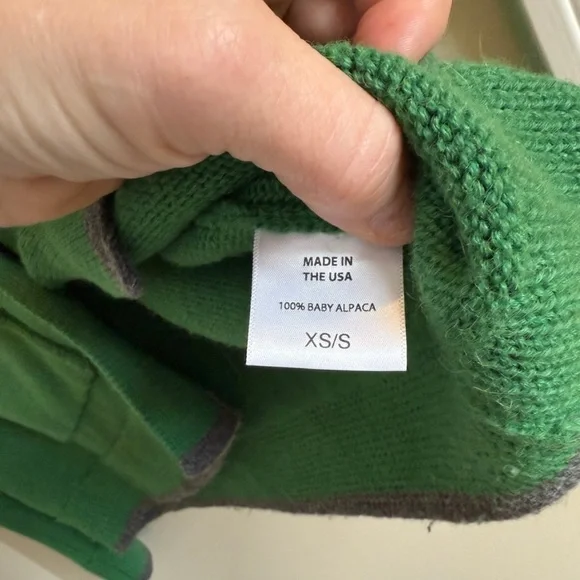 MADE IN
THE USA
100% BABY ALPACA
XS/S